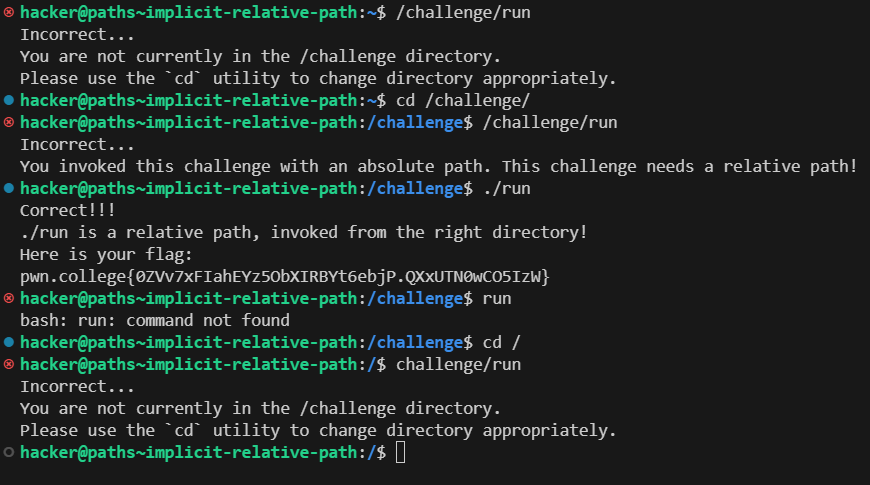 hacker@paths~implicit-relative-path:~$ /challenge/run
Incorrect...
You are not currently in the /challenge directory.
Please use the `cd` utility to change directory appropriately.
hacker@paths~implicit-relative-path:~$ cd /challenge/
hacker@paths~implicit-relative-path:/challenge$ /challenge/run
Incorrect...
You invoked this challenge with an absolute path. This challenge needs a relative path!
hacker@paths~implicit-relative-path:/challenge$ ./run
Correct!!!
./run is a relative path, invoked from the right directory!
Here is your flag:
pwn.college{0ZVv7xFIahEYz5ObXIRBYt6ebjP.QXxUTN0wCO5IzW}
hacker@paths~implicit-relative-path:/challenge$ run
bash: run: command not found
hacker@paths~implicit-relative-path:/challenge$ cd /
hacker@paths~implicit-relative-path:/$ challenge/run
Incorrect...
You are not currently in the /challenge directory.
Please use the `cd` utility to change directory appropriately.
hacker@paths~implicit-relative-path:/$